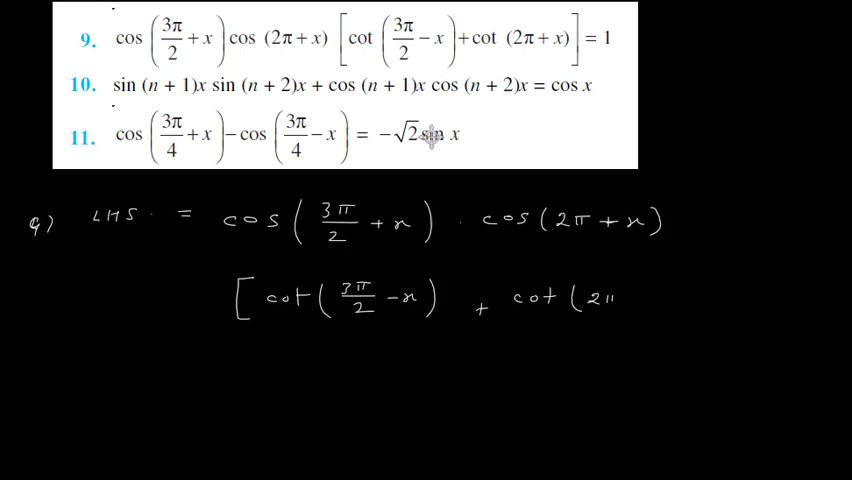 9. cos (3π/2 + x) cos (2π + x) [cot (3π/2 − x) + cot (2π + x)] = 1
10. sin (n + 1)x sin (n + 2)x + cos (n + 1)x cos (n + 2)x = cos x
11. cos (3π/4 + x) − cos (3π/4 − x) = −√2 sin x
9) LHS = cos (3π/2 + x) · cos (2π + x)
[cot (3π/2 − x) + cot (2π